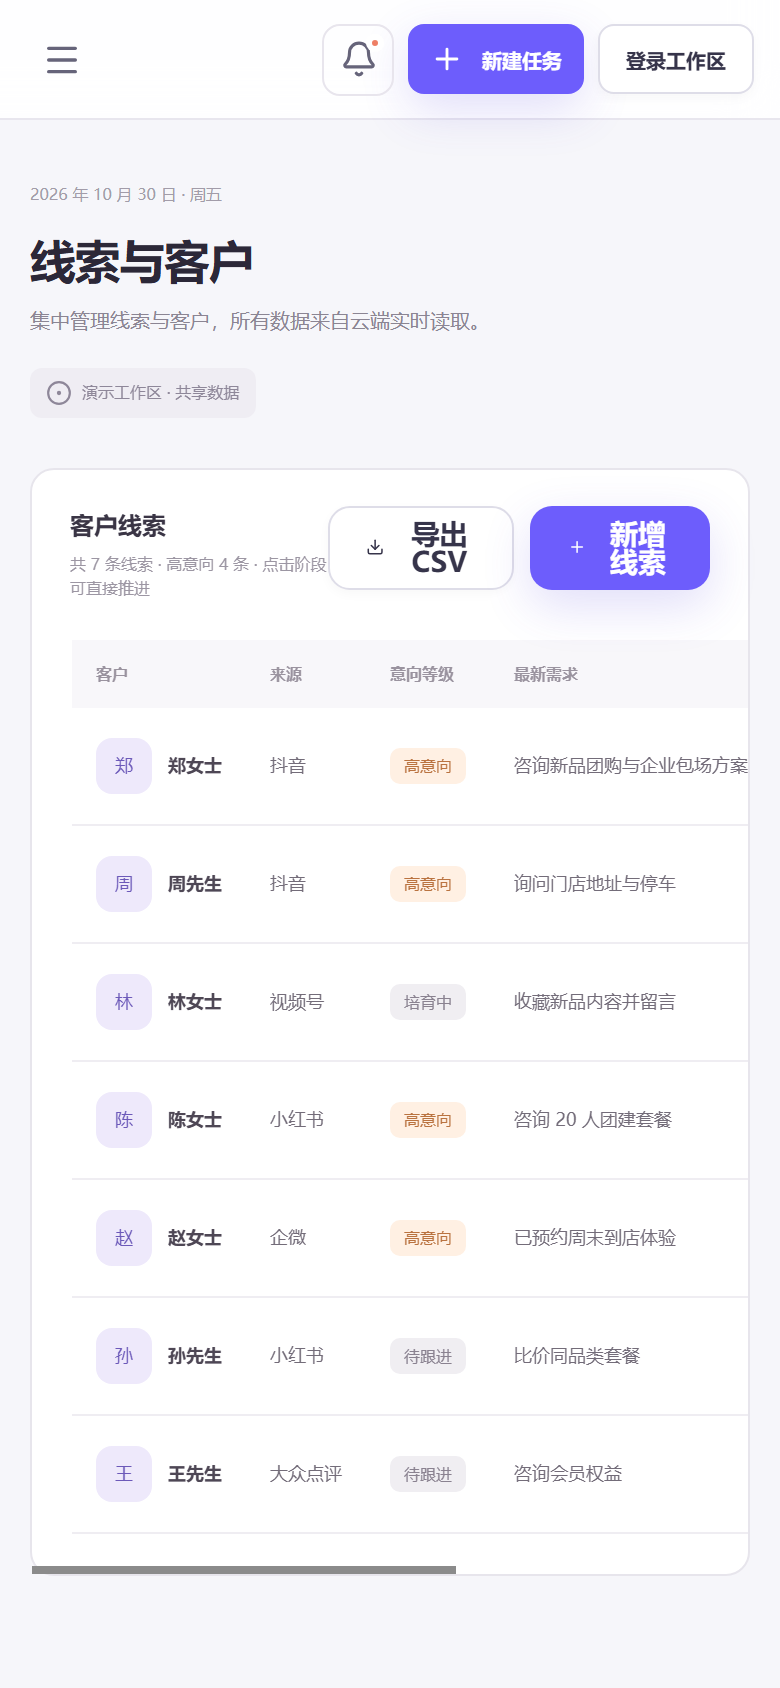 新建任务
登录工作区
2026 年 10 月 30 日 · 周五
线索与客户
集中管理线索与客户，所有数据来自云端实时读取。
演示工作区 · 共享数据
客户线索
共 7 条线索 · 高意向 4 条 · 点击阶段
可直接推进
导出
CSV
新增
线索
客户 来源 意向等级 最新需求
郑 郑女士 抖音 高意向 咨询新品团购与企业包场方案
周 周先生 抖音 高意向 询问门店地址与停车
林 林女士 视频号 培育中 收藏新品内容并留言
陈 陈女士 小红书 高意向 咨询 20 人团建套餐
赵 赵女士 企微 高意向 已预约周末到店体验
孙 孙先生 小红书 待跟进 比价同品类套餐
王 王先生 大众点评 待跟进 咨询会员权益